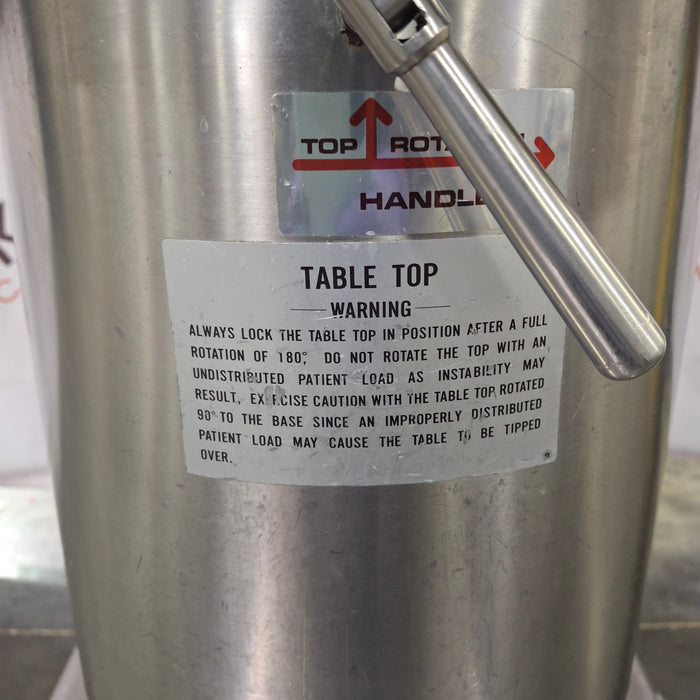 TOP
HANDLE
TABLE TOP
WARNING
ALWAYS LOCK THE TABLE TOP IN POSITION AFTER A FULL
ROTATION OF 180°, DO NOT ROTATE THE TOP WITH AN
UNDISTRIBUTED PATIENT LOAD AS INSTABILITY MAY
RESULT, EXERCISE CAUTION WITH THE TABLE TOP ROTATED
90° TO THE BASE SINCE AN IMPROPERLY DISTRIBUTED
PATIENT LOAD MAY CAUSE THE TABLE TO BE TIPPED
OVER.